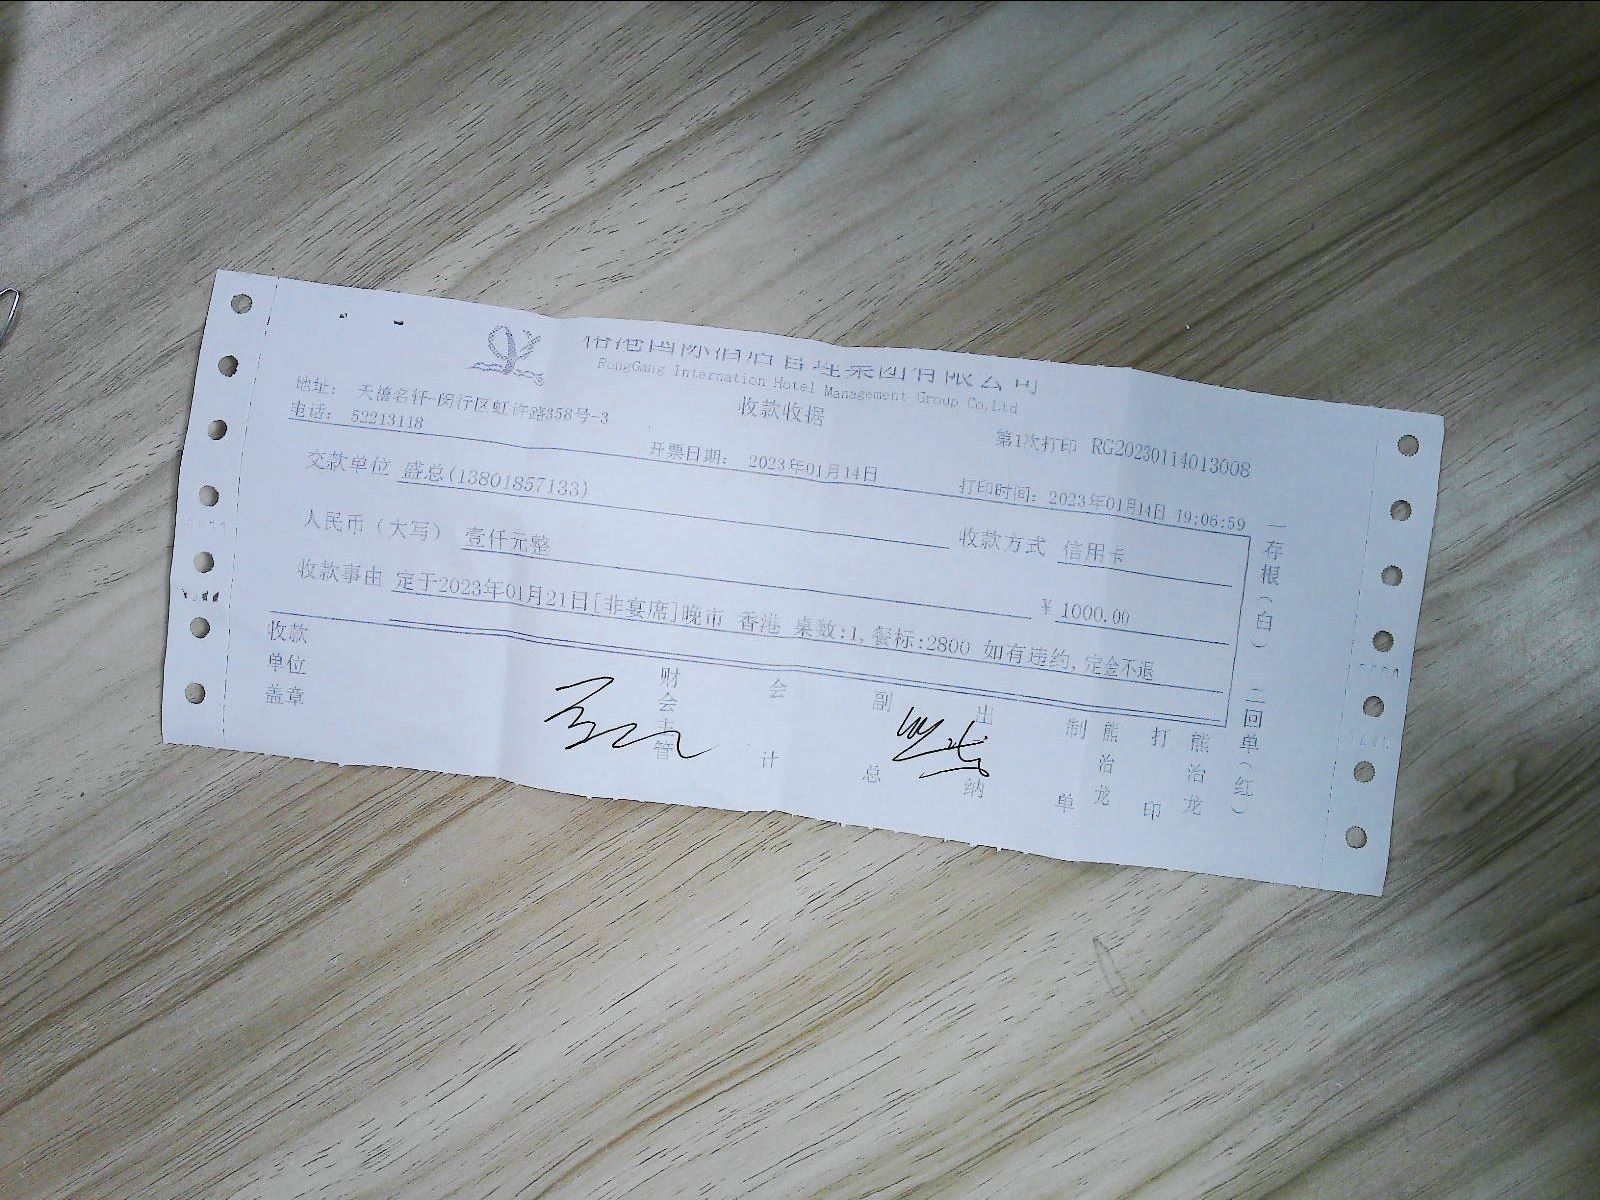 RongGang Internation Hotel Management Group Co,Ltd
地址: 天禧名轩-闵行区虹许路358号-3
收款收据
电话: 52213118
第1次打印 RG20230114013008
开票日期: 2023年01月14日
打印时间: 2023年01月14日 19:06:59
交款单位 盛总(13801857133)
收款方式 信用卡
人民币（大写） 壹仟元整
¥ 1000.00
收款事由 定于2023年01月21日[非宴席]晚市 香港 桌数:1,餐标:2800 如有违约,定金不退
收款单位盖章
财会主管
会计
副总
出纳
制单
熊治龙
打印
熊治龙
一存根(白) 二回单(红)